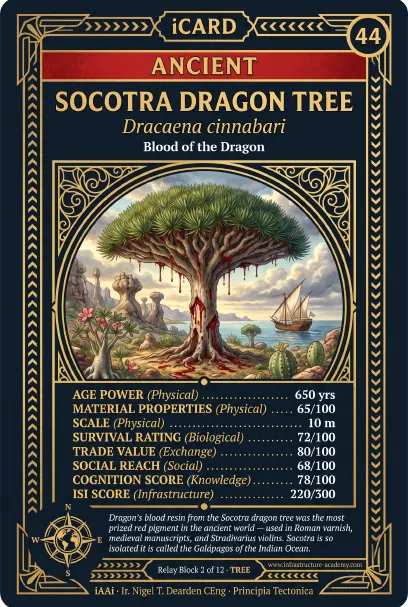 iCARD
44
ANCIENT
SOCOTRA DRAGON TREE
Dracaena cinnabari
Blood of the Dragon
AGE POWER (Physical) .................. 650 yrs
MATERIAL PROPERTIES (Physical) ..... 65/100
SCALE (Physical) ........................... 10 m
SURVIVAL RATING (Biological) ......... 72/100
TRADE VALUE (Exchange) ............... 80/100
SOCIAL REACH (Social) .................. 68/100
COGNITION SCORE (Knowledge) ....... 78/100
ISI SCORE (Infrastructure) ............. 220/300
N
W E
S
Dragon's blood resin from the Socotra dragon tree was the most
prized red pigment in the ancient world — used in Roman varnish,
medieval manuscripts, and Stradivarius violins. Socotra is so
isolated it is called the Galápagos of the Indian Ocean.
Relay Block 2 of 12 · TREE
www.infrastructure-academy.com
iAAi · Ir. Nigel T. Dearden CEng · Principia Tectonica